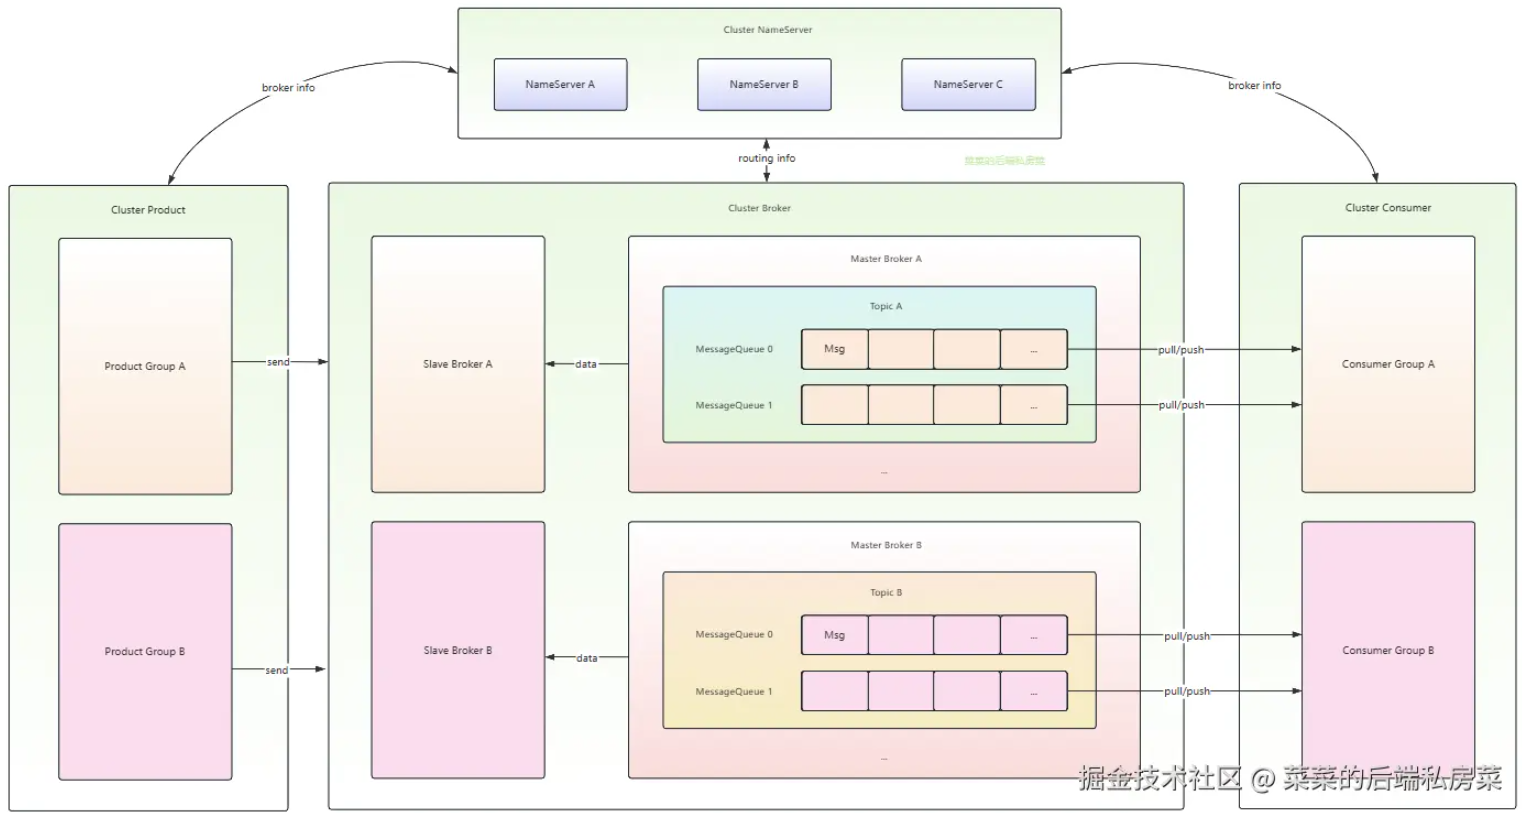 Cluster NameServer
NameServer A
NameServer B
NameServer C
broker info
broker info
routing info
菜菜的后端私房菜
Cluster Product
Product Group A
Product Group B
send
send
Cluster Broker
Slave Broker A
data
Master Broker A
Topic A
MessageQueue 0
Msg
...
MessageQueue 1
...
...
Slave Broker B
data
Master Broker B
Topic B
MessageQueue 0
Msg
...
MessageQueue 1
...
...
pull/push
pull/push
pull/push
pull/push
Cluster Consumer
Consumer Group A
Consumer Group B
掘金技术社区 @ 菜菜的后端私房菜